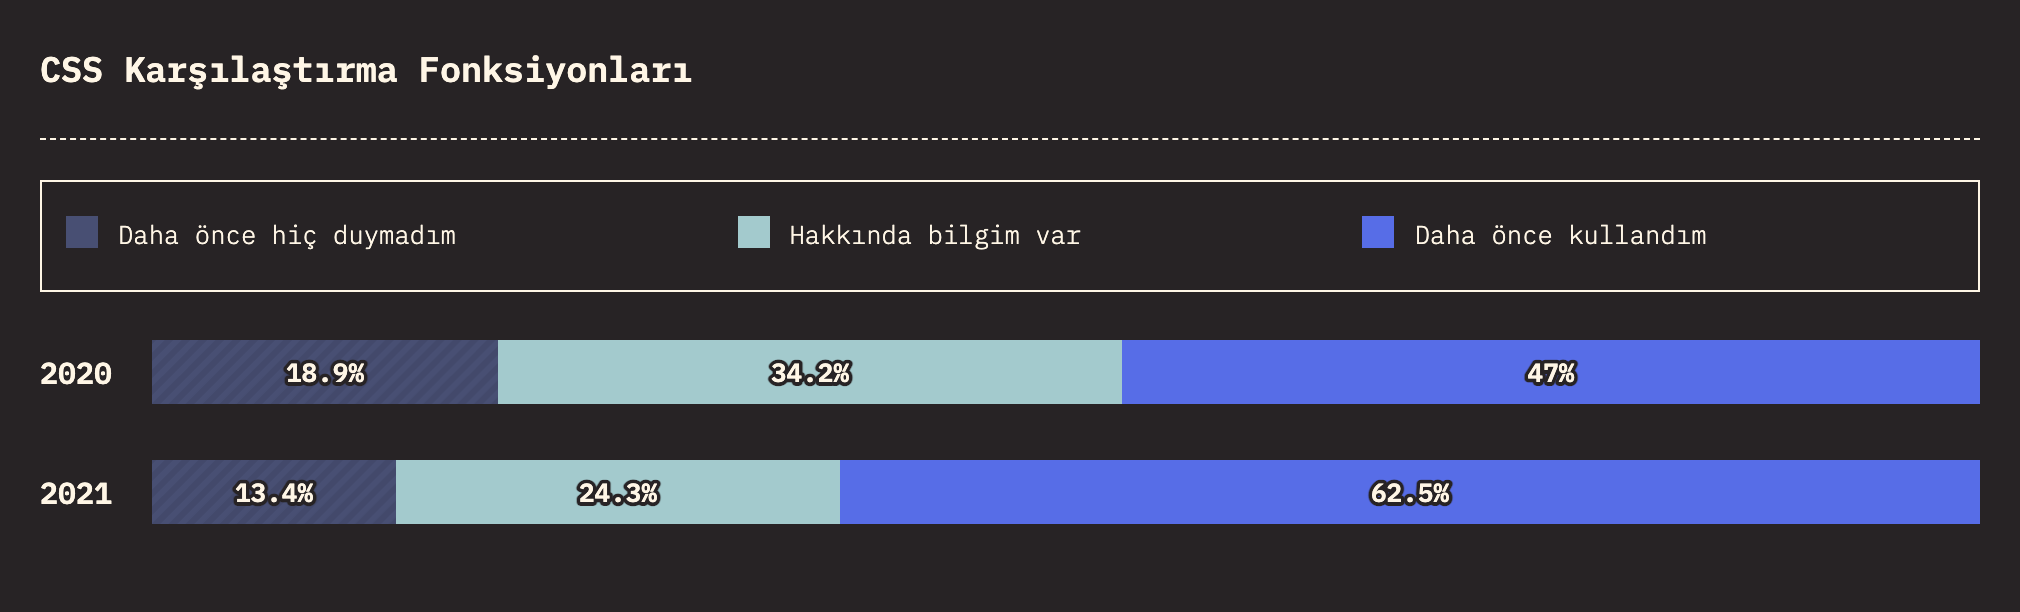 CSS Karşılaştırma Fonksiyonları
Daha önce hiç duymadım Hakkında bilgim var Daha önce kullandım
2020 18.9% 34.2% 47%
2021 13.4% 24.3% 62.5%